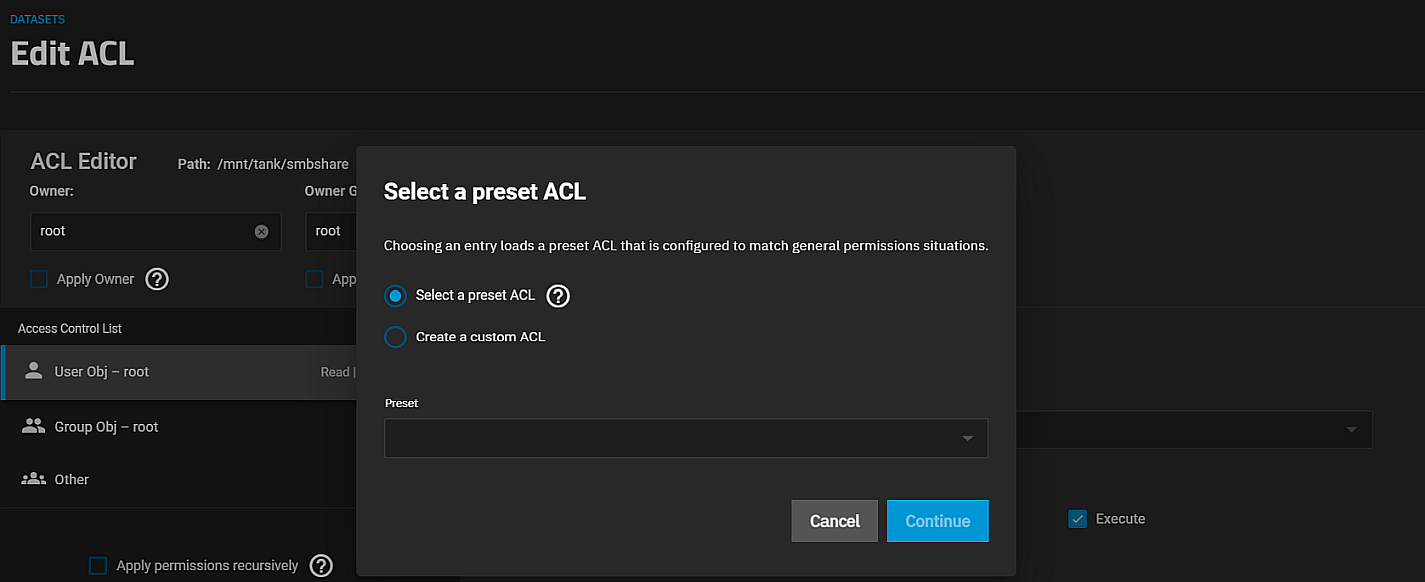 DATASETS
Edit ACL
ACL Editor Path: /mnt/tank/smbshare
Owner: Owner G
root root
Apply Owner App
Access Control List
User Obj – root Read |
Group Obj – root
Other
Apply permissions recursively
Select a preset ACL
Choosing an entry loads a preset ACL that is configured to match general permissions situations.
Select a preset ACL
Create a custom ACL
Preset
Cancel Continue
Execute